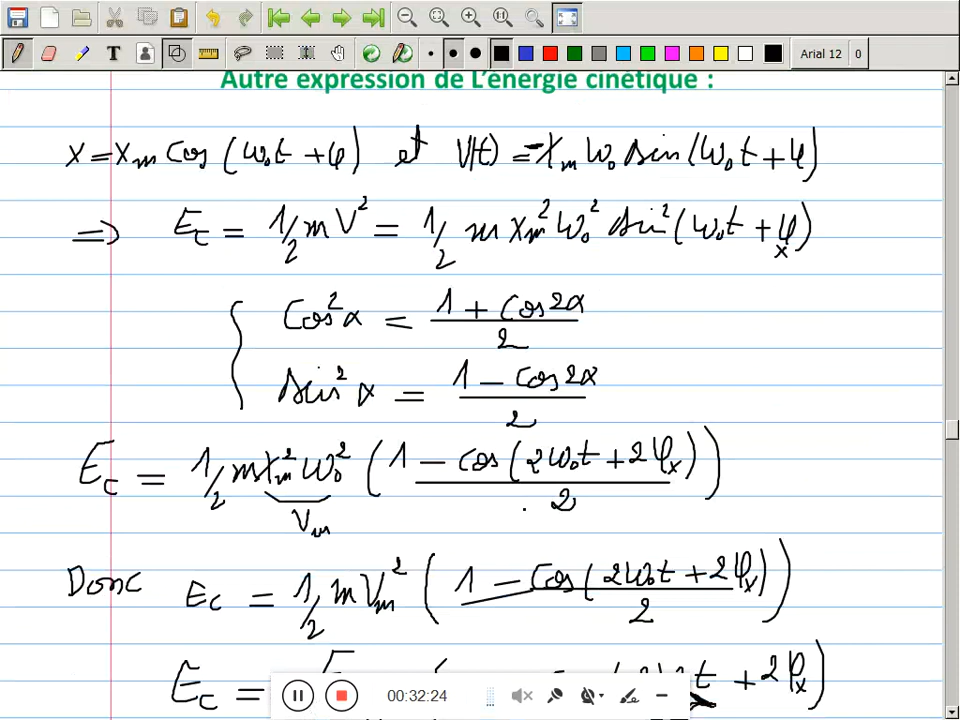 Arial 12 0
Autre expression de L'énergie cinétique :
x = xm cos (ω₀t + φ) et V(t) = -Xm ω₀ sin(ω₀t + φ)
=> Ec = 1/2 m V² = 1/2 m xm² ω₀² sin² (ω₀t + φx)
{ cos²α = (1 + cos2α)/2
sin²α = (1 - cos2α)/2
Ec = 1/2 m Xm² ω₀² ( (1 - cos(2ω₀t + 2φx))/2 )
Vm
Donc Ec = 1/2 m Vm² ( (1 - cos(2ω₀t + 2φx))/2 )
Ec = t + 2φx)
00:32:24